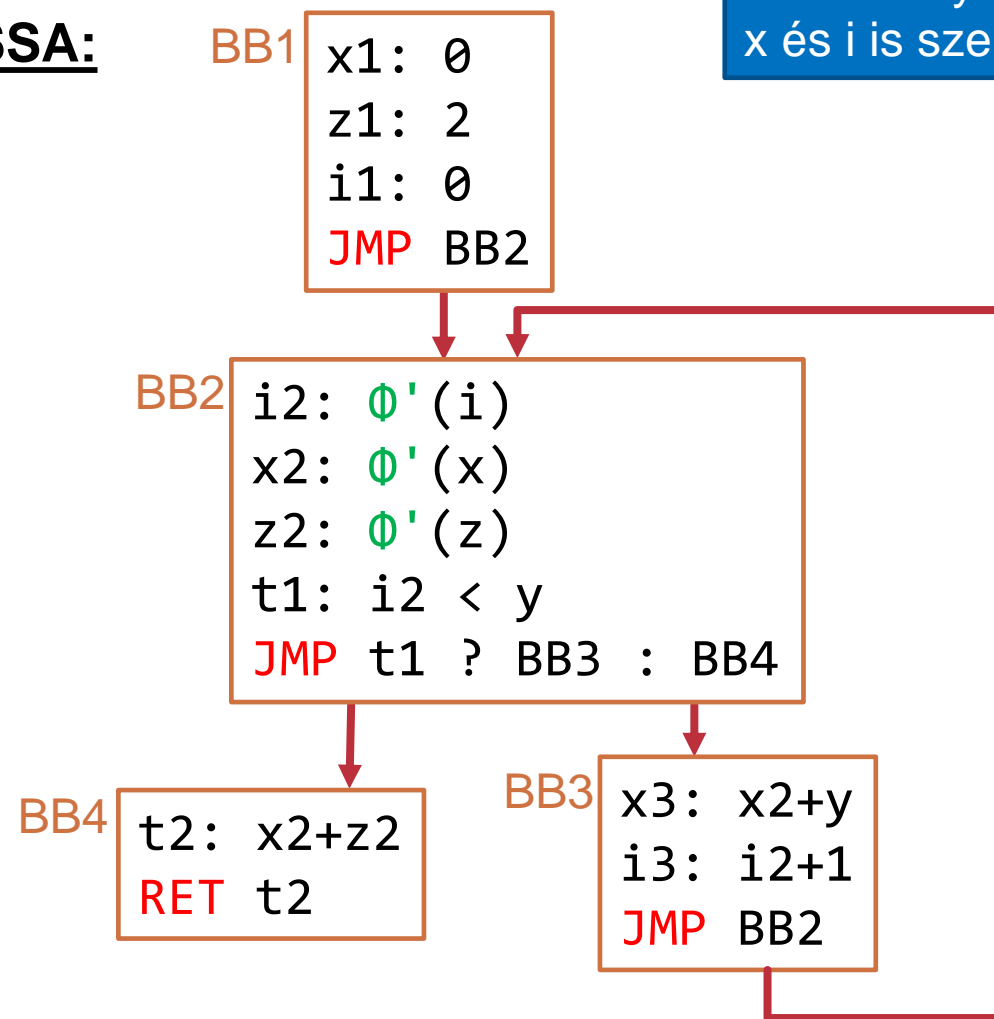 SSA:
x és i is sze
BB1
x1: 0
z1: 2
i1: 0
JMP BB2
BB2
i2: Φ'(i)
x2: Φ'(x)
z2: Φ'(z)
t1: i2 < y
JMP t1 ? BB3 : BB4
BB4
t2: x2+z2
RET t2
BB3
x3: x2+y
i3: i2+1
JMP BB2